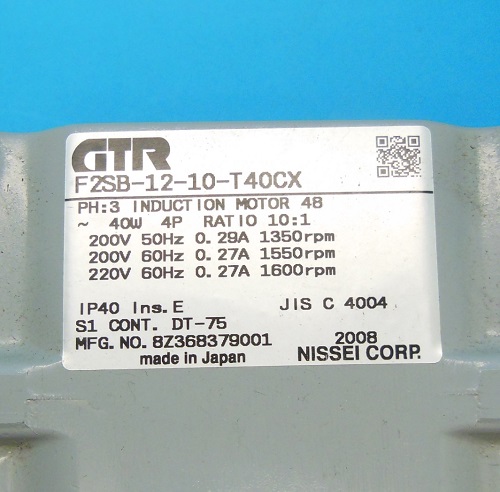 GTR
F2SB-12-10-T40CX
PH:3 INDUCTION MOTOR 48
~ 40W 4P RATIO 10:1
200V 50Hz 0.29A 1350rpm
200V 60Hz 0.27A 1550rpm
220V 60Hz 0.27A 1600rpm
IP40 Ins.E JIS C 4004
S1 CONT. DT-75
MFG.NO.8Z368379001 2008
made in Japan NISSEI CORP.